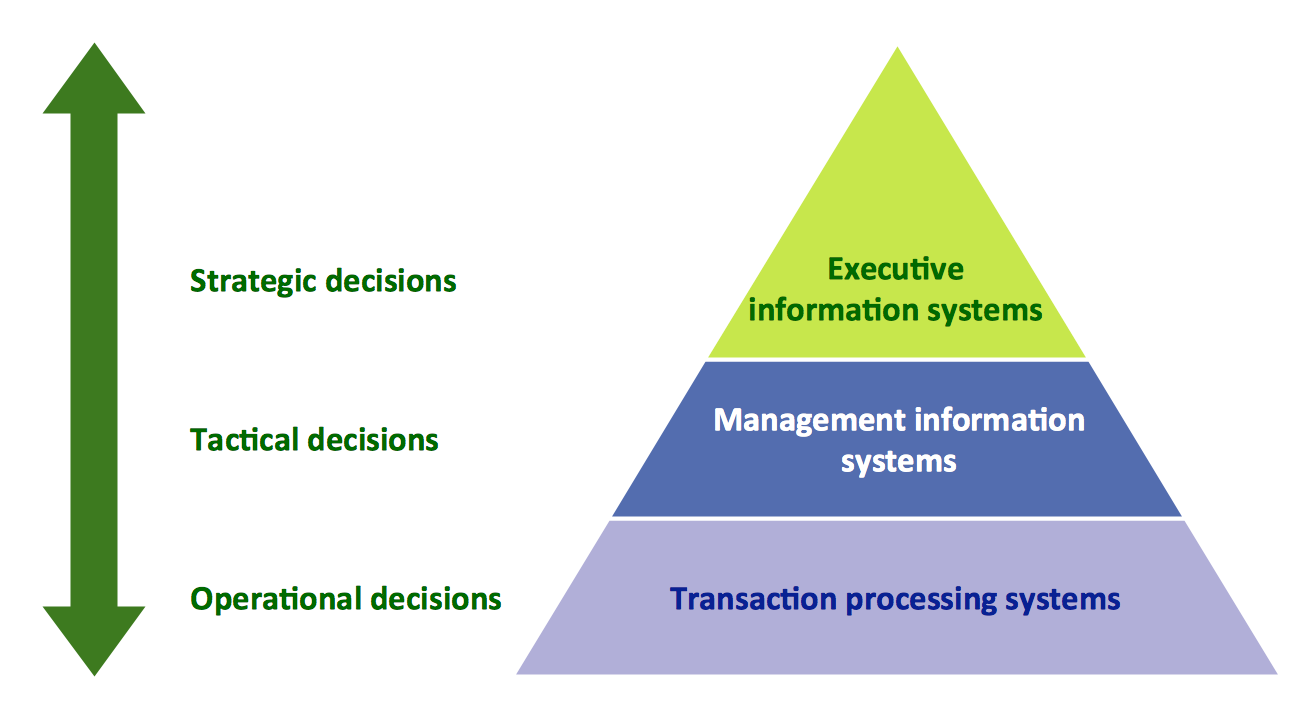 Strategic decisions
Executive
information systems
Tactical decisions
Management information
systems
Operational decisions
Transaction processing systems